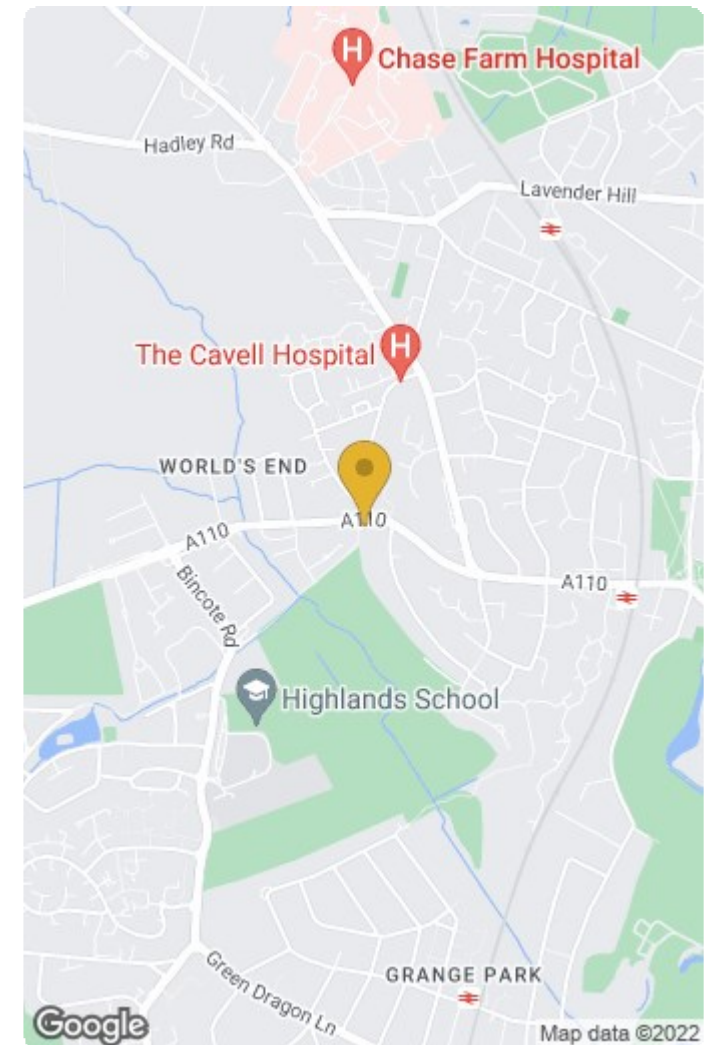 H
Chase Farm Hospital
Hadley Rd
Lavender Hill
The Cavell Hospital
H
WORLD'S END
A110
A110
A110
Bincote Rd
Highlands School
GRANGE PARK
Green Dragon Ln
Google
Map data ©2022